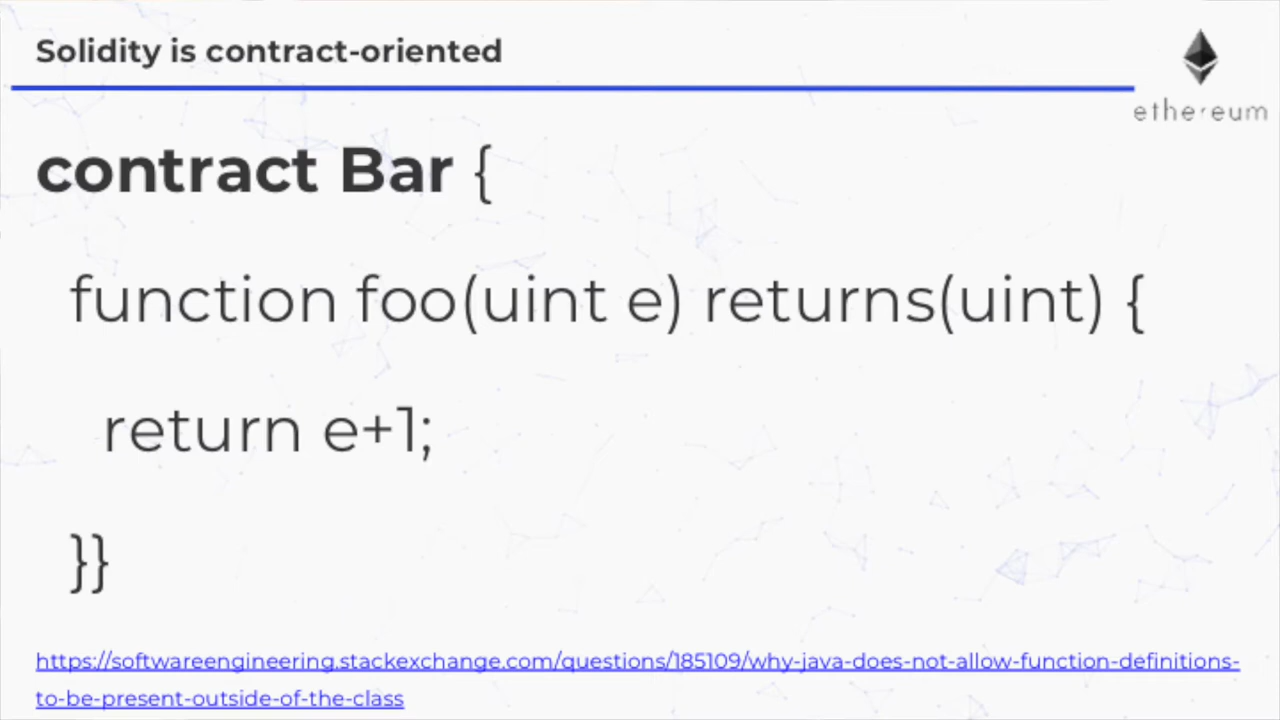 Solidity is contract-oriented
ethereum
contract Bar {
function foo(uint e) returns(uint) {
return e+1;
}}
https://softwareengineering.stackexchange.com/questions/185109/why-java-does-not-allow-function-definitions-
to-be-present-outside-of-the-class